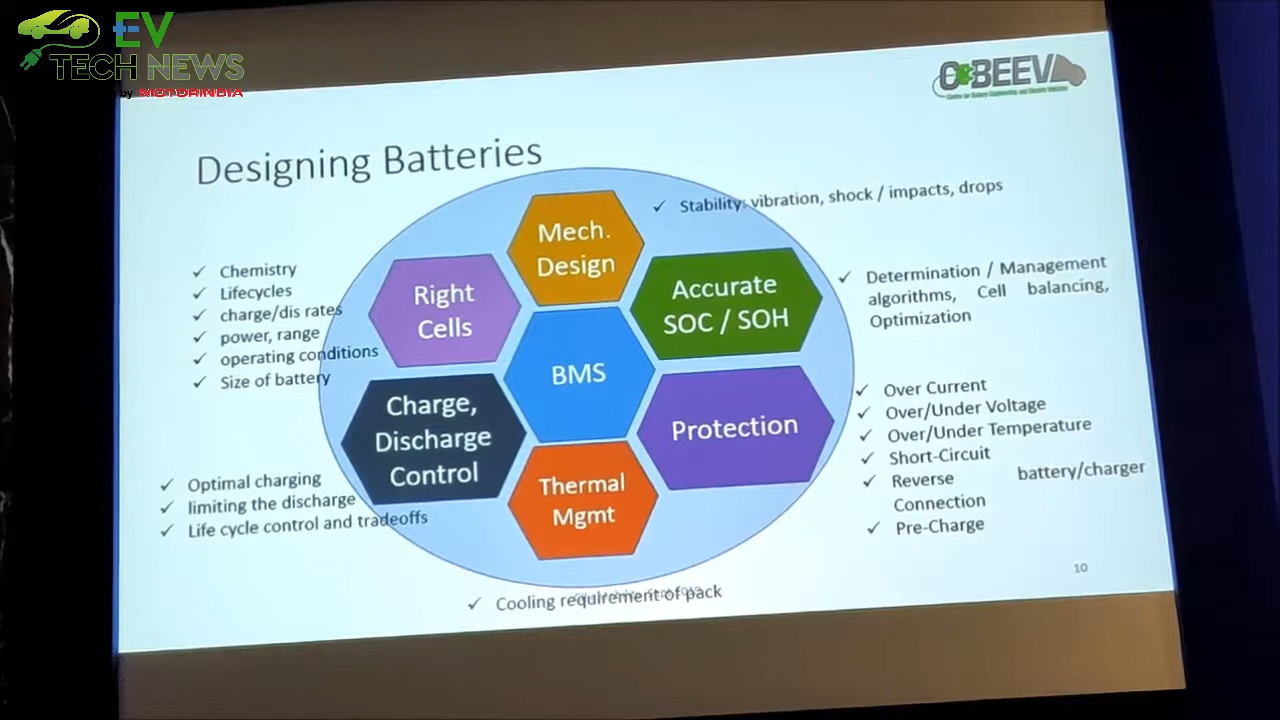 EV
TECH NEWS
by MOTORINDIA
C BEEV
Designing Batteries
Mech.
Design
Stability: vibration, shock / impacts, drops
Chemistry
Lifecycles
charge/dis rates
power, range
operating conditions
Size of battery
Right
Cells
Accurate
SOC / SOH
Determination / Management
algorithms, Cell balancing,
Optimization
BMS
Charge,
Discharge
Control
Protection
Over Current
Over/Under Voltage
Over/Under Temperature
Short-Circuit
Reverse battery/charger
Connection
Pre-Charge
Optimal charging
limiting the discharge
Life cycle control and tradeoffs
Thermal
Mgmt
Cooling requirement of pack
10